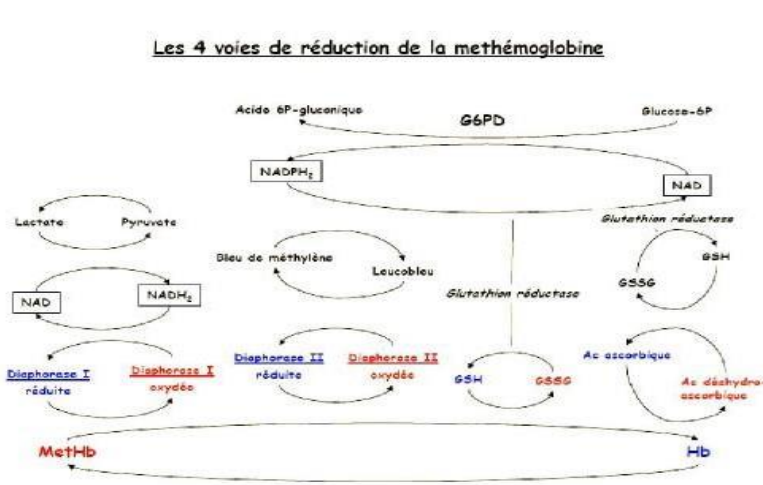 Les 4 voies de réduction de la methémoglobine
Acide 6P-gluconique
G6PD
Glucose-6P
NADPH2
NAD
Lactate
Pyruvate
Glutathion réductase
Bleu de méthylène
Leucobleu
GSH
GSSG
NAD
NADH2
Glutathion réductase
Diaphorase I
réduite
Diaphorase I
oxydée
Diaphorase II
réduite
Diaphorase II
oxydée
GSH
GSSG
Ac ascorbique
Ac déshydro-
ascorbique
MetHb
Hb